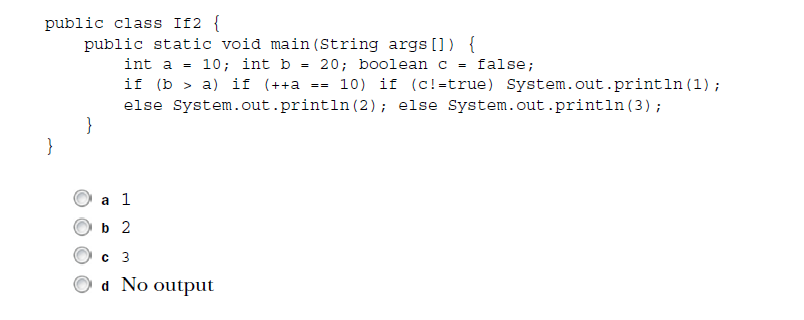 public class If2 {
    public static void main(String args[]) {
        int a = 10; int b = 20; boolean c = false;
        if (b > a) if (++a == 10) if (c!=true) System.out.println(1);
        else System.out.println(2); else System.out.println(3);
    }
}
a 1
b 2
c 3
d No output